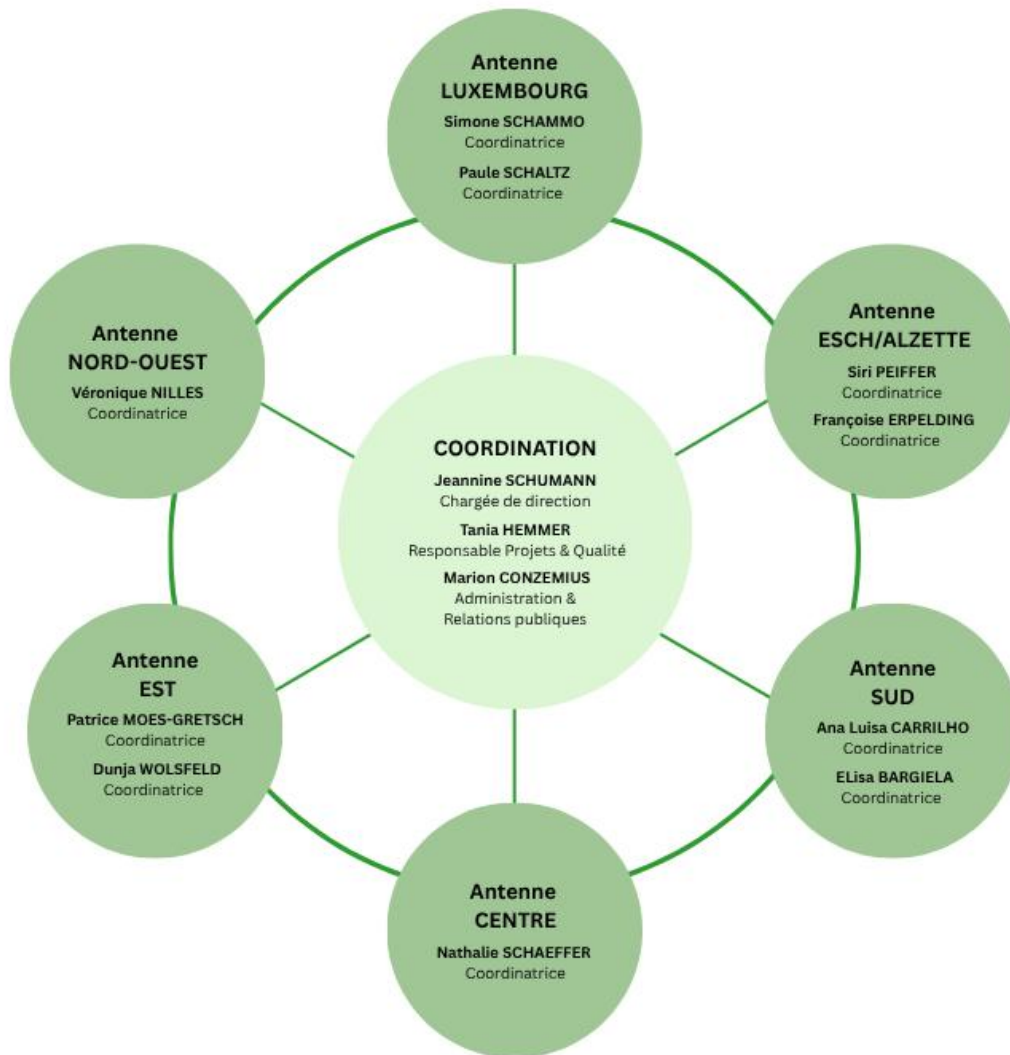 Antenne
LUXEMBOURG
Simone SCHAMMO
Coordinatrice
Paule SCHALTZ
Coordinatrice
Antenne
NORD-OUEST
Véronique NILLES
Coordinatrice
Antenne
ESCH/ALZETTE
Siri PEIFFER
Coordinatrice
Françoise ERPELDING
Coordinatrice
COORDINATION
Jeannine SCHUMANN
Chargée de direction
Tania HEMMER
Responsable Projets & Qualité
Marion CONZEMIUS
Administration &
Relations publiques
Antenne
EST
Patrice MOES-GRETSCH
Coordinatrice
Dunja WOLSFELD
Coordinatrice
Antenne
SUD
Ana Luisa CARRILHO
Coordinatrice
ELisa BARGIELA
Coordinatrice
Antenne
CENTRE
Nathalie SCHAEFFER
Coordinatrice